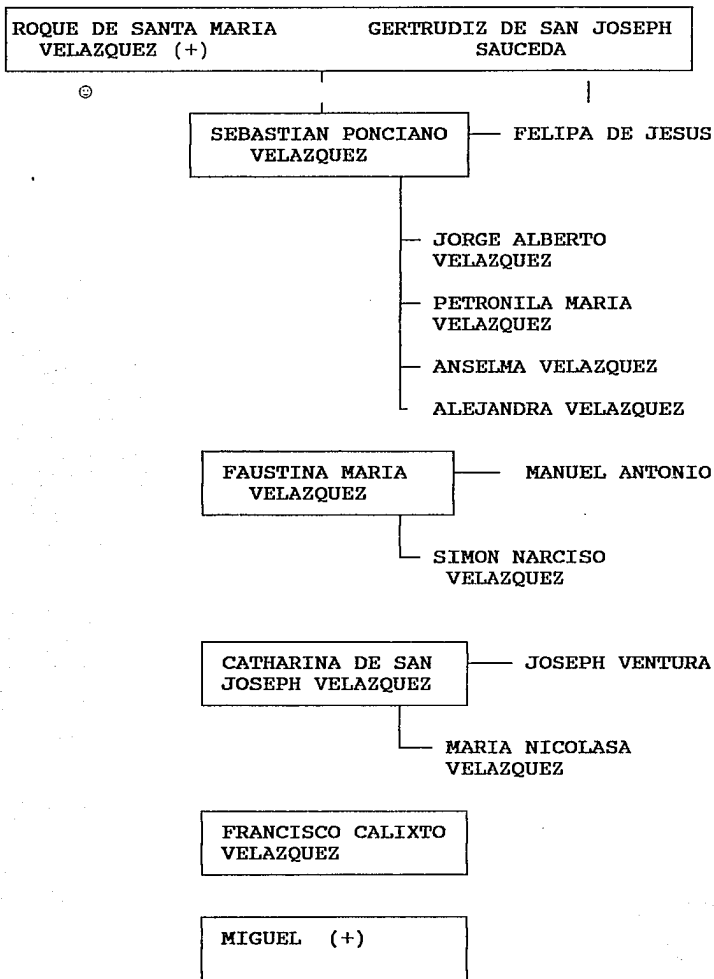 ROQUE DE SANTA MARIA GERTRUDIZ DE SAN JOSEPH
VELAZQUEZ (+) SAUCEDA
SEBASTIAN PONCIANO FELIPA DE JESUS
VELAZQUEZ
JORGE ALBERTO
VELAZQUEZ
PETRONILA MARIA
VELAZQUEZ
ANSELMA VELAZQUEZ
ALEJANDRA VELAZQUEZ
FAUSTINA MARIA MANUEL ANTONIO
VELAZQUEZ
SIMON NARCISO
VELAZQUEZ
CATHARINA DE SAN JOSEPH VENTURA
JOSEPH VELAZQUEZ
MARIA NICOLASA
VELAZQUEZ
FRANCISCO CALIXTO
VELAZQUEZ
MIGUEL (+)